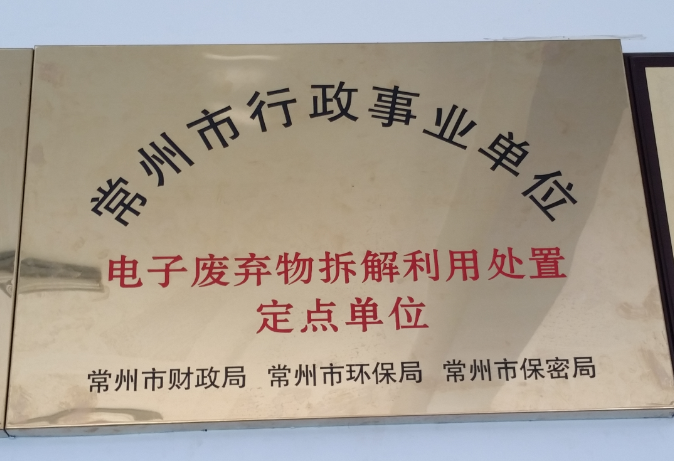 常州市行政事业单位
电子废弃物拆解利用处置
定点单位
常州市财政局 常州市环保局 常州市保密局